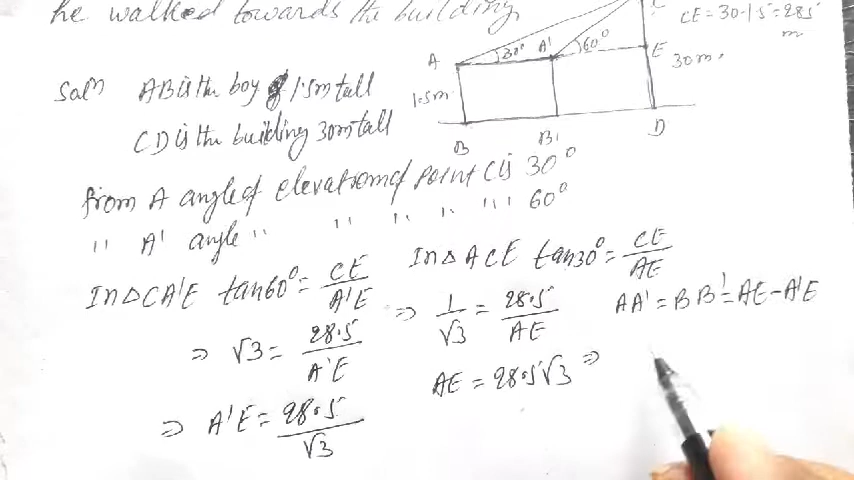 he walked towards the building
C
CE = 30-1.5 = 28.5 m
A 30° A' 60° E 30m.
1.5m
B B' D
Soln AB is the boy 1.5m tall
CD is the building 30m tall
from A angle of elevation of point C is 30°
" A' angle " " " " " " 60°
In △ CA'E tan60° = CE/A'E
⇒ √3 = 28.5/A'E
⇒ A'E = 28.5/√3
In △ ACE tan30° = CE/AE
⇒ 1/√3 = 28.5/AE
AE = 28.5√3 ⇒
AA' = BB' = AE - A'E